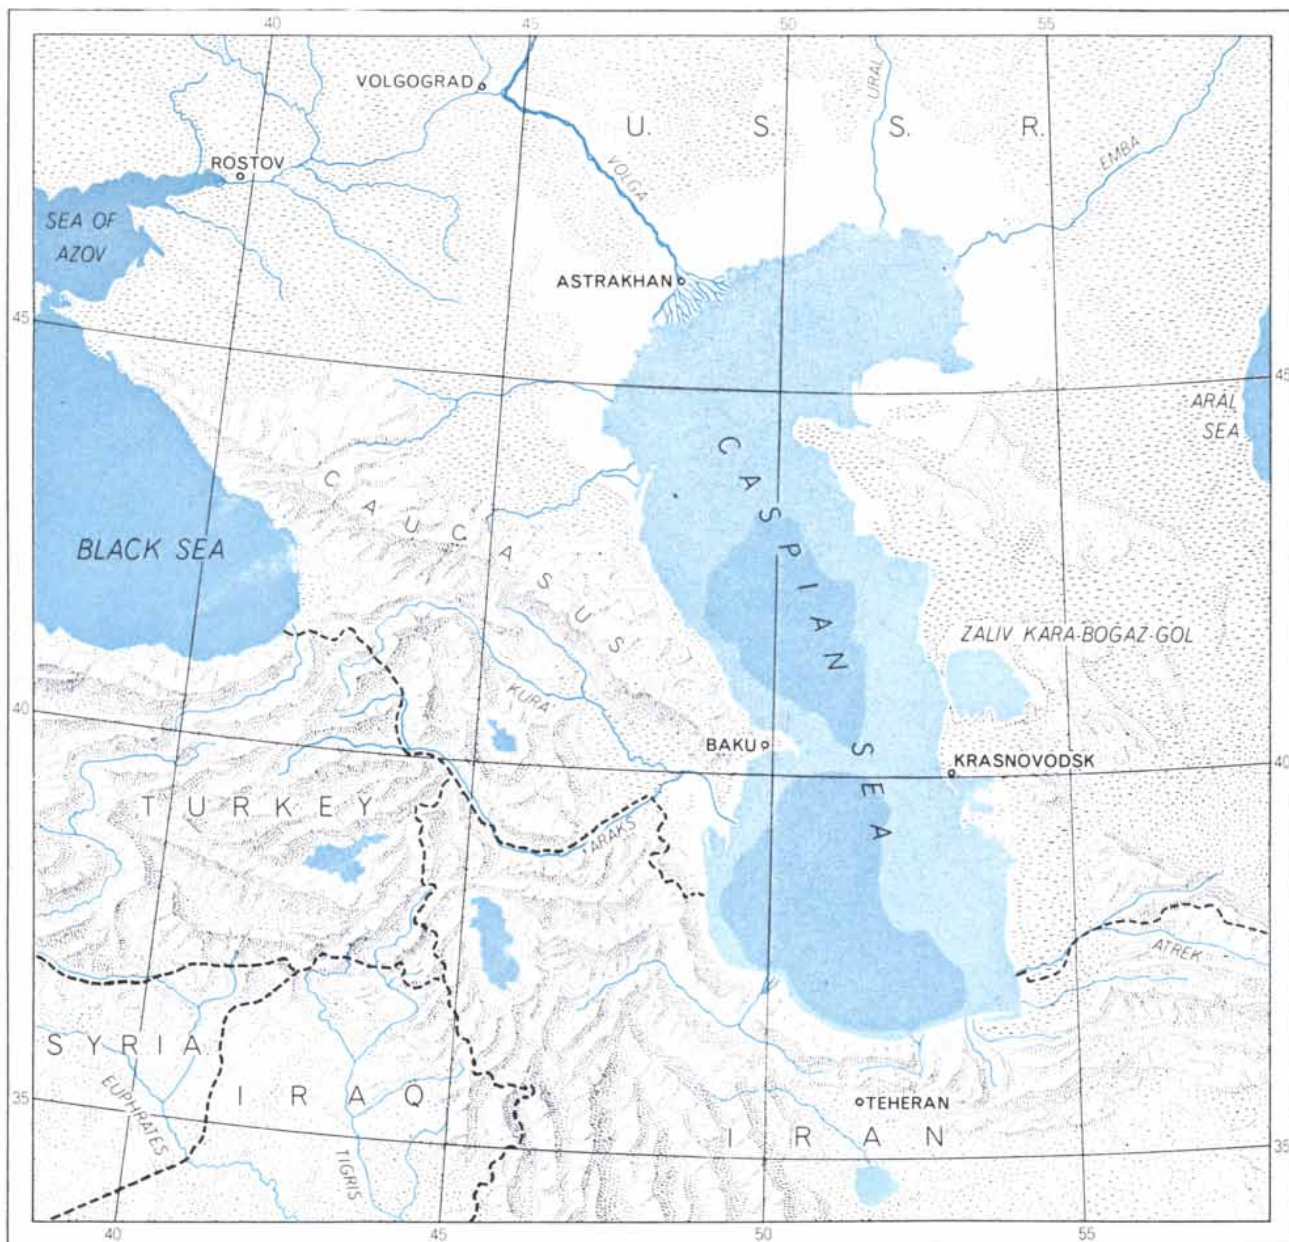 40
45
50
55
VOLGOGRAD
URAL
U. S. S. R.
EMBA
ROSTOV
VOLGA
SEA OF
AZOV
ASTRAKHAN
45
45
ARAL
SEA
CASPIAN SEA
CAUCASUS
BLACK SEA
ZALIV KARA-BOGAZ-GOL
KURA
40
BAKU
KRASNOVODSK
40
TURKEY
ARAKS
ATREK
SYRIA
EUPHRATES
IRAQ
TIGRIS
35
TEHERAN
IRAN
35
40
45
50
55